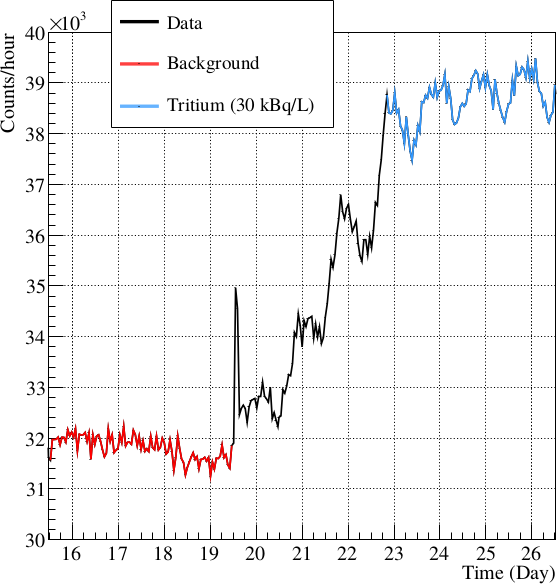 ×10³
Counts/hour
Data
Background
Tritium (30 kBq/L)
40
39
38
37
36
35
34
33
32
31
30
16 17 18 19 20 21 22 23 24 25 26
Time (Day)